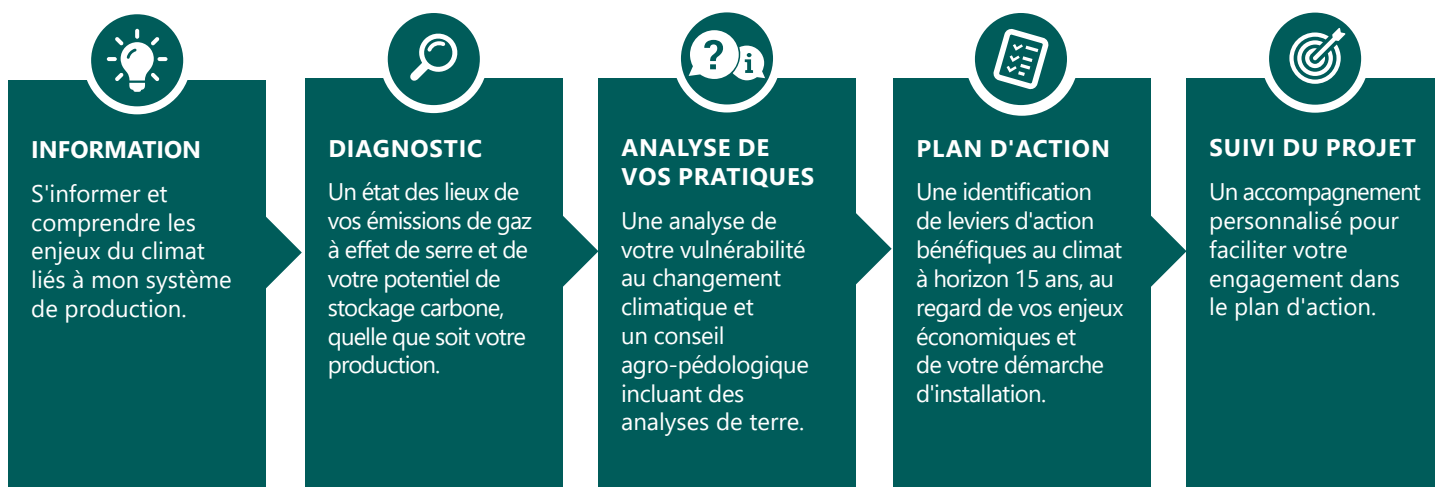 INFORMATION
S'informer et
comprendre les
enjeux du climat
liés à mon système
de production.
DIAGNOSTIC
Un état des lieux de
vos émissions de gaz
à effet de serre et de
votre potentiel de
stockage carbone,
quelle que soit votre
production.
?
i
ANALYSE DE
VOS PRATIQUES
Une analyse de
votre vulnérabilité
au changement
climatique et
un conseil
agro-pédologique
incluant des
analyses de terre.
PLAN D'ACTION
Une identification
de leviers d'action
bénéfiques au climat
à horizon 15 ans, au
regard de vos enjeux
économiques et
de votre démarche
d'installation.
SUIVI DU PROJET
Un accompagnement
personnalisé pour
faciliter votre
engagement dans
le plan d'action.